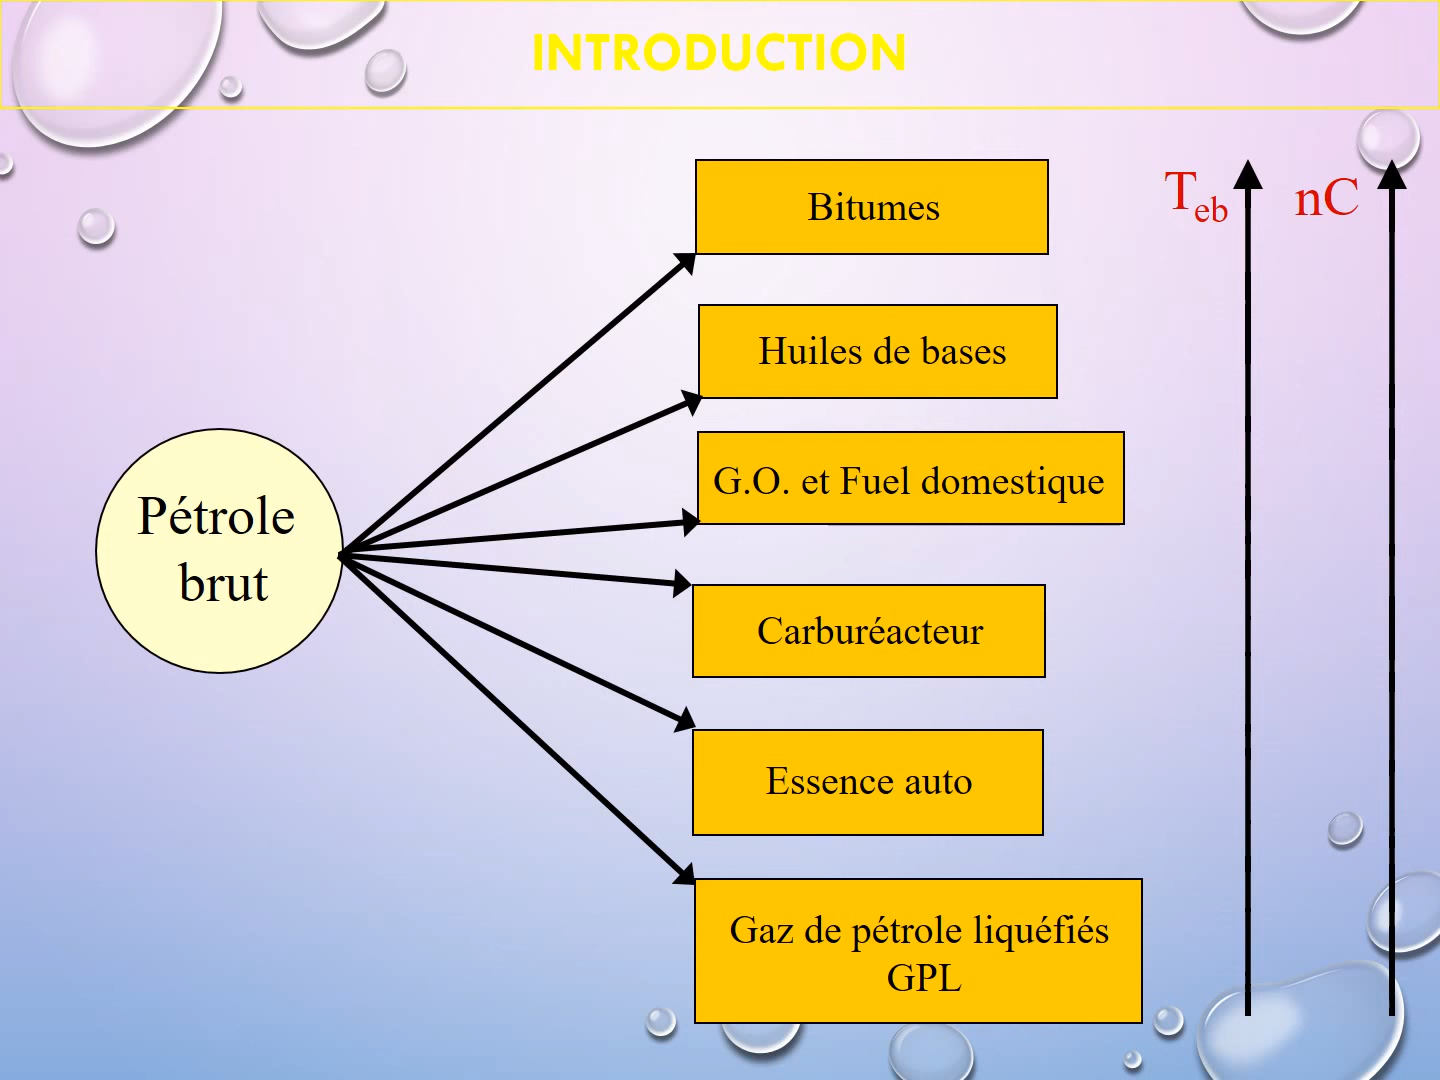 INTRODUCTION
Bitumes
T_eb
nC
Huiles de bases
G.O. et Fuel domestique
Pétrole
brut
Carburéacteur
Essence auto
Gaz de pétrole liquéfiés
GPL